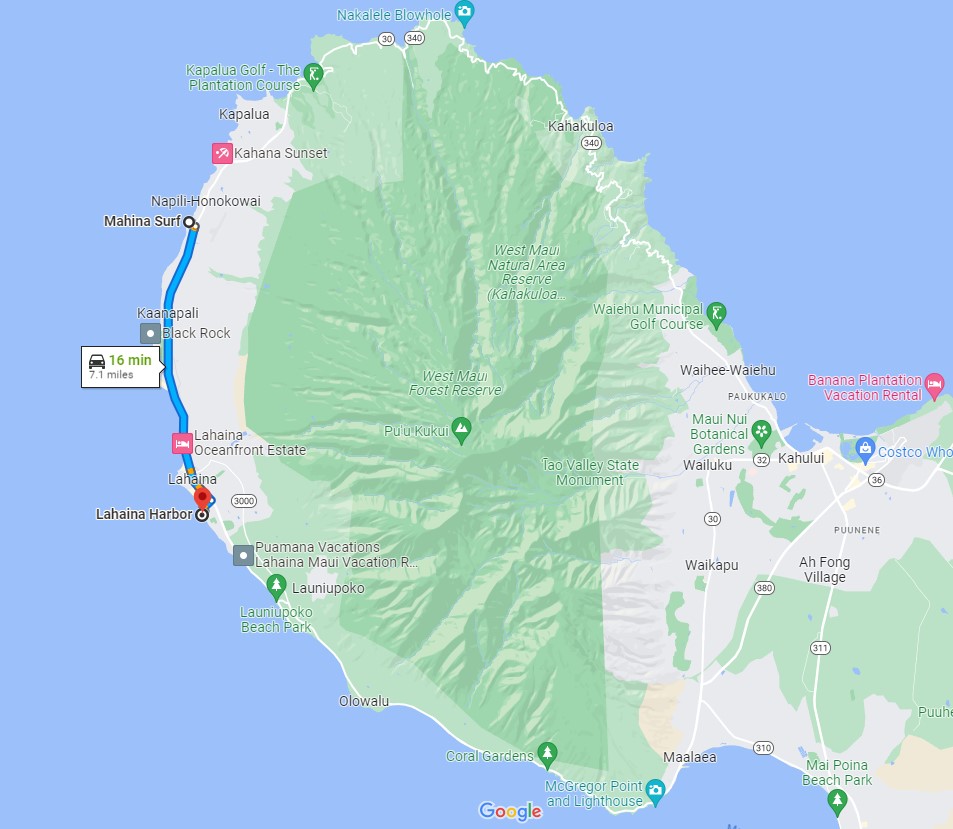 Nakalele Blowhole
30
340
Kapalua Golf - The
Plantation Course
Kapalua
Kahakuloa
340
Kahana Sunset
Napili-Honokowai
Mahina Surf
West Maui
Natural Area
Reserve
(Kahakuloa...
Kaanapali
Black Rock
Waiehu Municipal
Golf Course
16 min
7.1 miles
West Maui
Forest Reserve
Waihee-Waiehu
Banana Plantation
Vacation Rental
PAUKUKALO
Pu'u Kukui
Maui Nui
Botanical
Gardens
Lahaina
Oceanfront Estate
32
Kahului
Costco Who
Wailuku
ʻĪao Valley State
Monument
36
Lahaina
3000
Lahaina Harbor
30
PUUNENE
Puamana Vacations
Lahaina Maui Vacation R...
Waikapu
Ah Fong
Village
380
Launiupoko
Launiupoko
Beach Park
311
Olowalu
Puuhe
Coral Gardens
310
Maalaea
Mai Poina
Beach Park
McGregor Point
and Lighthouse
Google